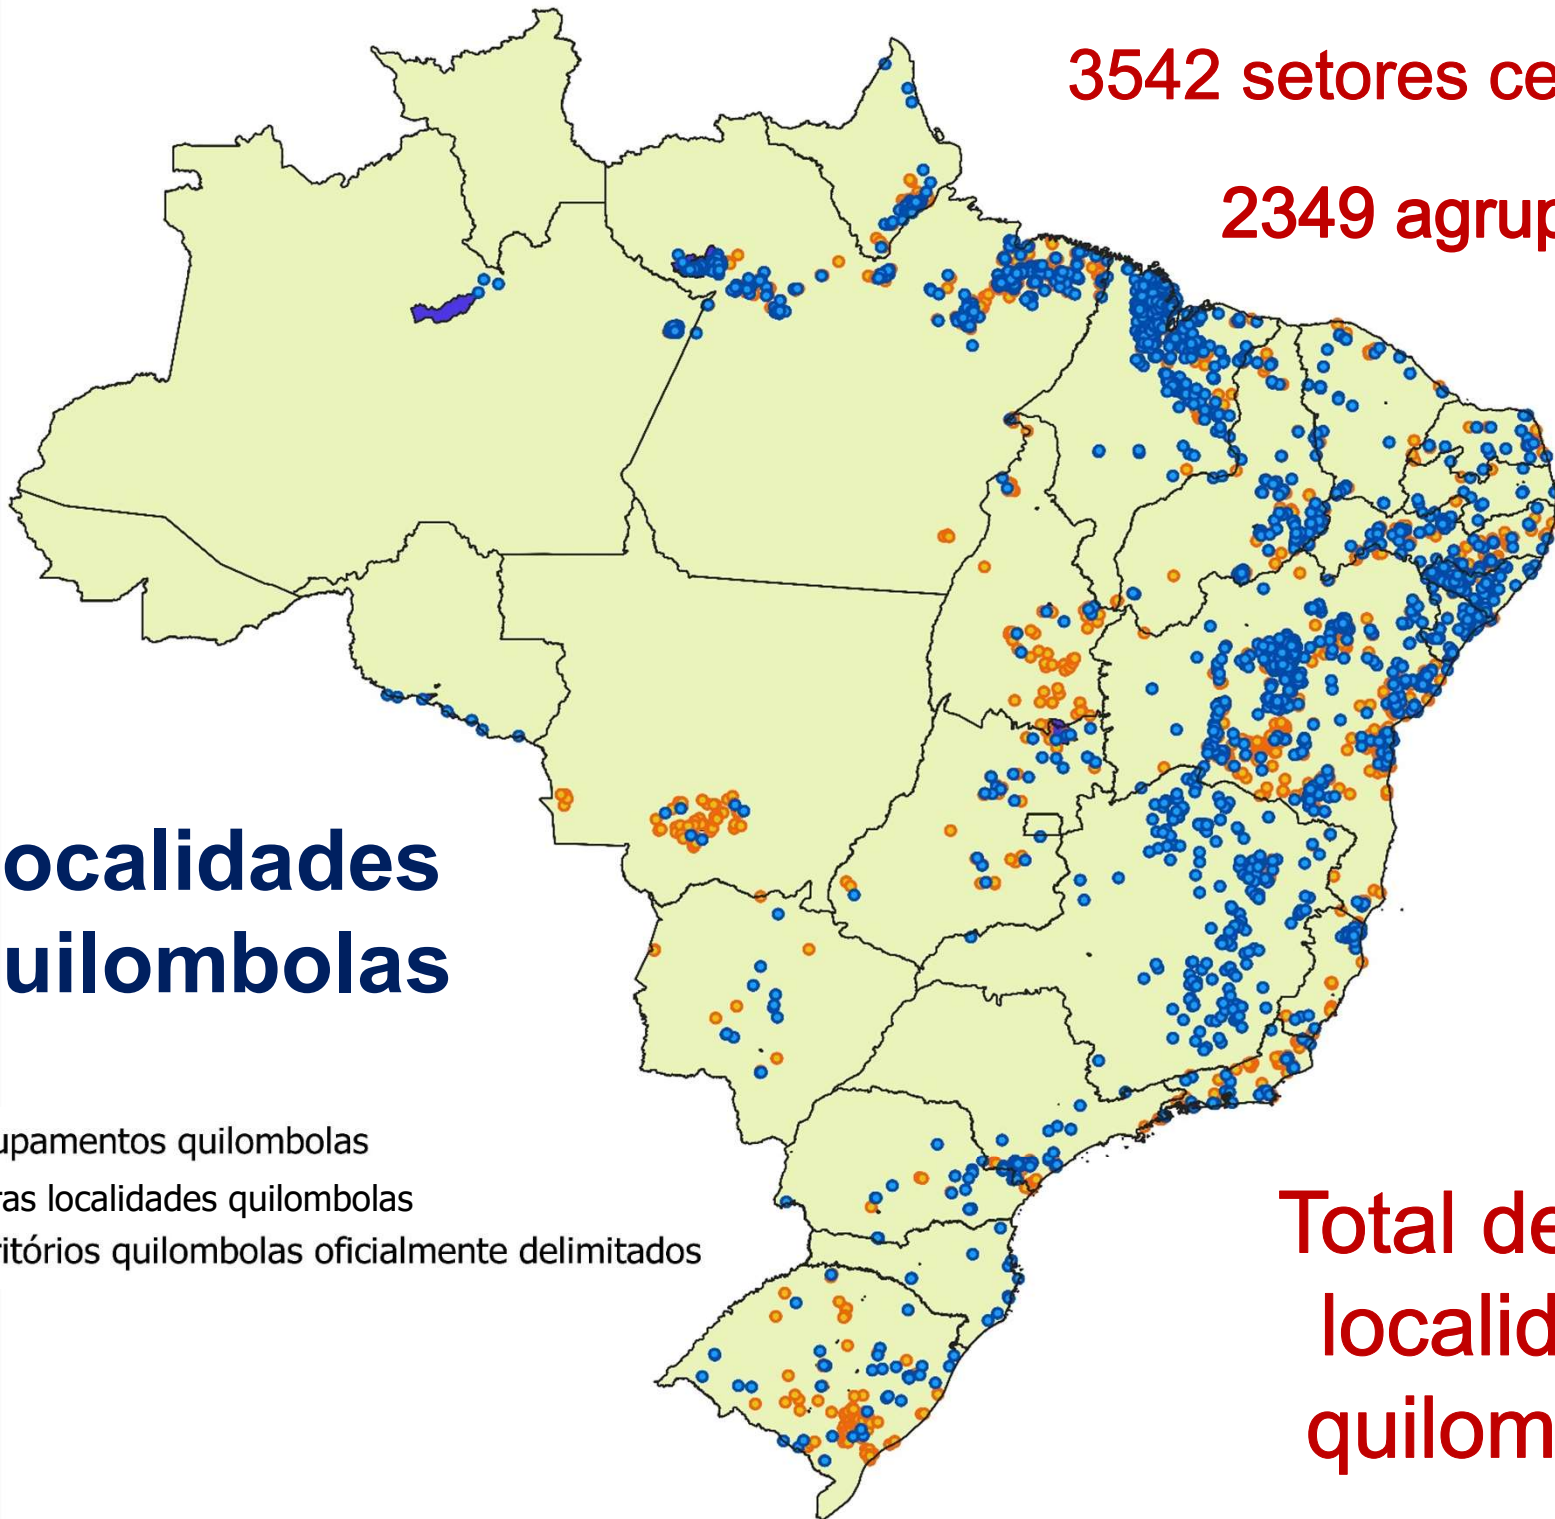 3542 setores ce
2349 agrup
ocalidades
uilombolas
upamentos quilombolas
ras localidades quilombolas
itórios quilombolas oficialmente delimitados
Total de
localid
quilom